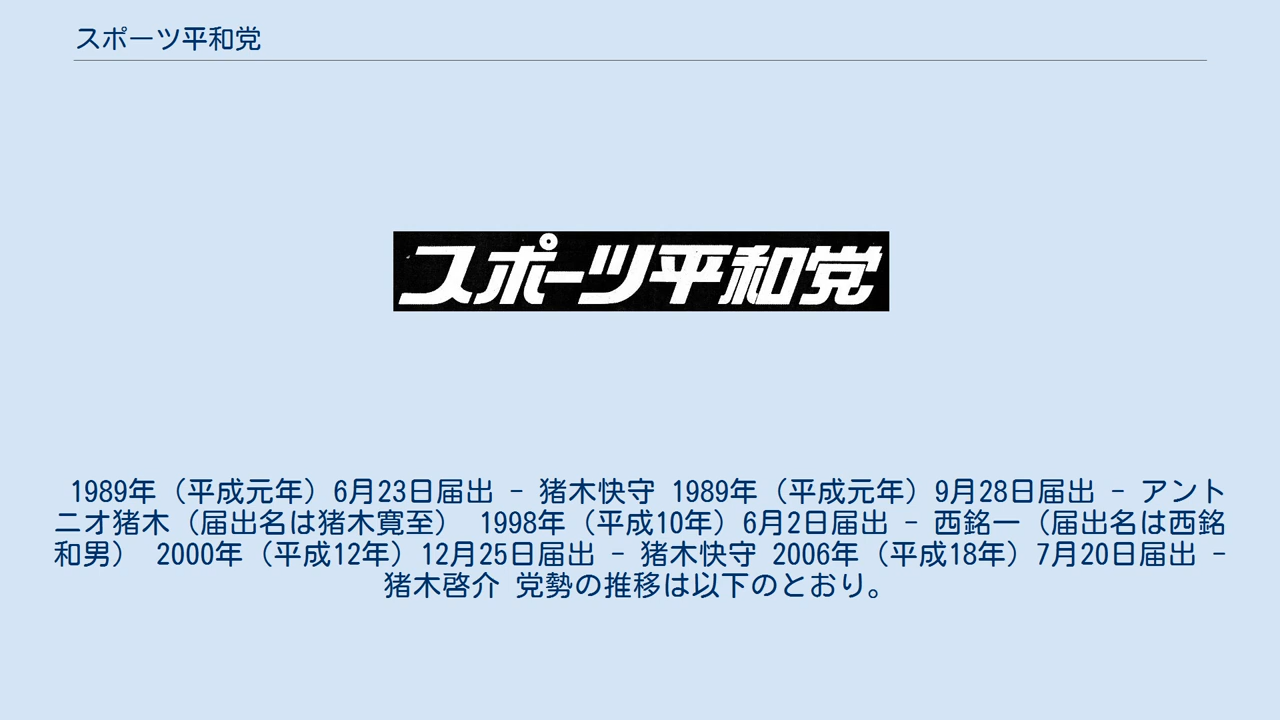 スポーツ平和党
スポーツ平和党
1989年（平成元年）6月23日届出 - 猪木快守 1989年（平成元年）9月28日届出 - アント
ニオ猪木（届出名は猪木寛至） 1998年（平成10年）6月2日届出 - 西銘一（届出名は西銘
和男） 2000年（平成12年）12月25日届出 - 猪木快守 2006年（平成18年）7月20日届出 -
猪木啓介 党勢の推移は以下のとおり。